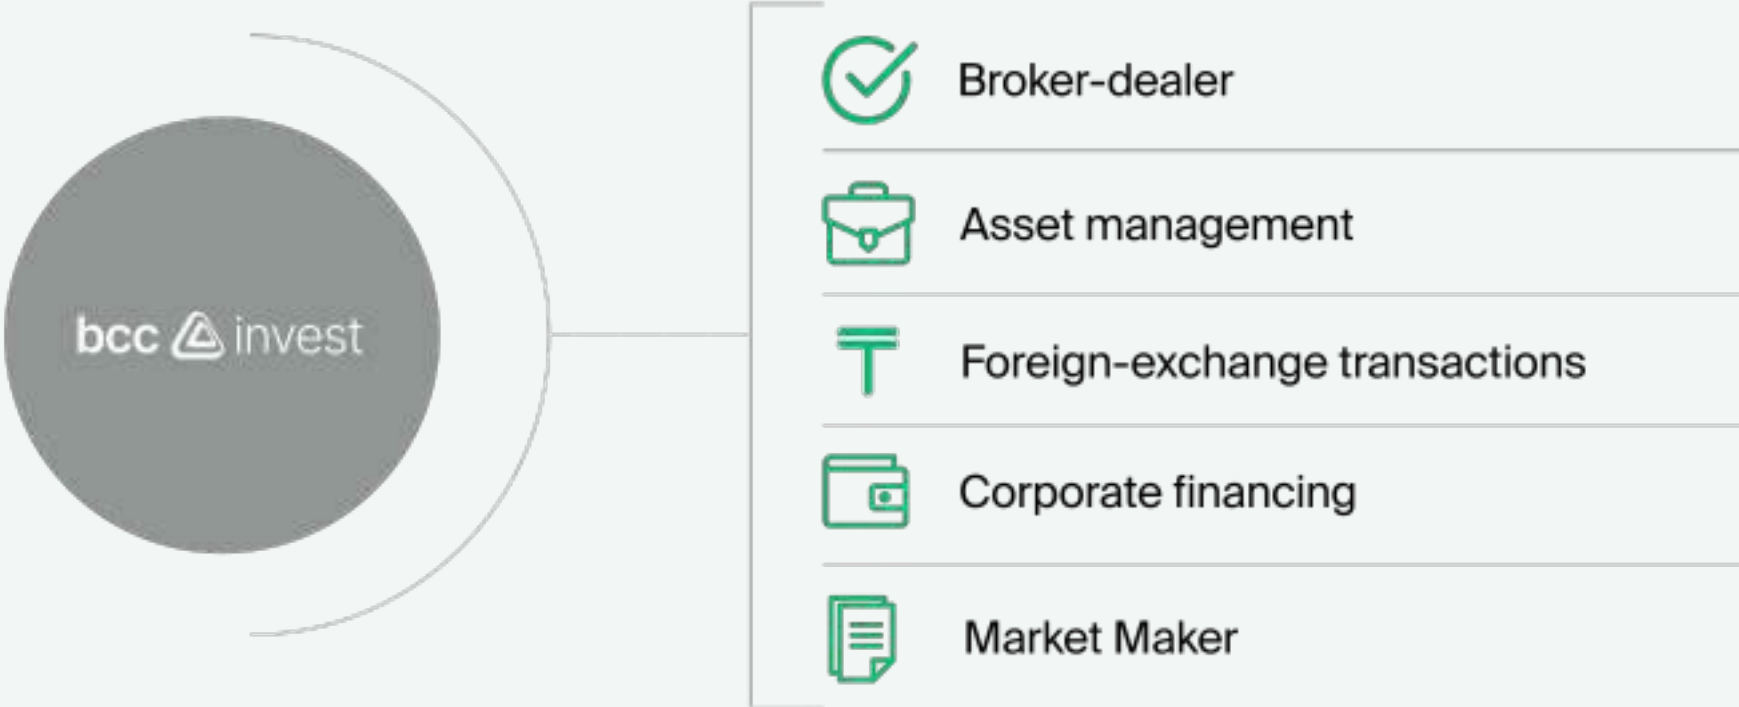 bcc invest
Broker-dealer
Asset management
Foreign-exchange transactions
Corporate financing
Market Maker